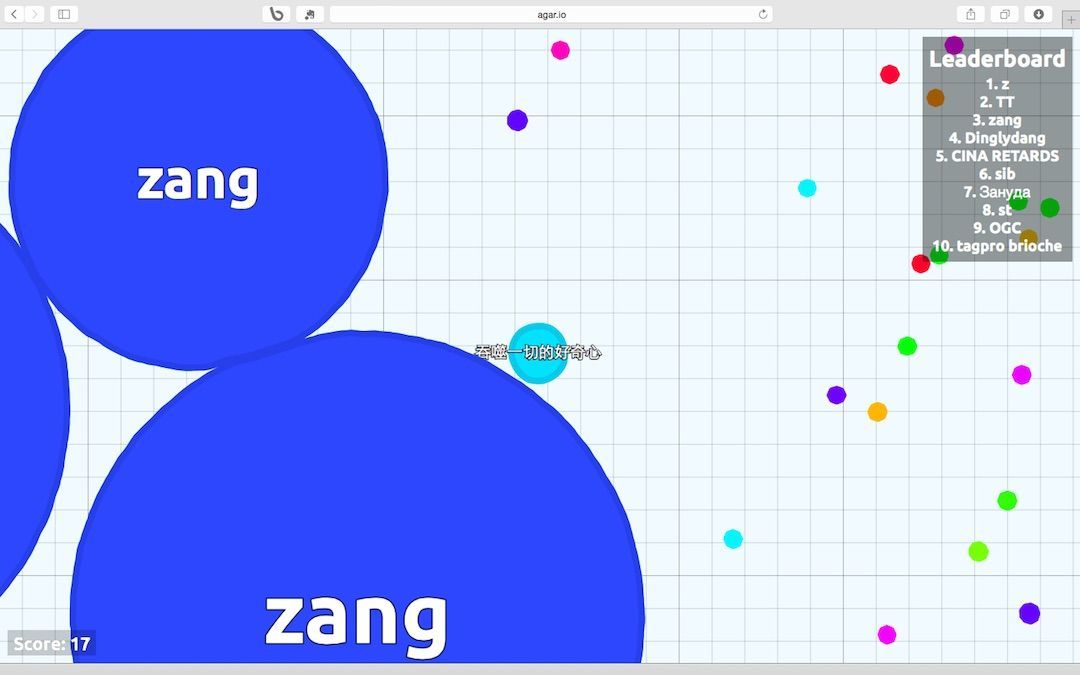 agar.io
Leaderboard
1. z
2. TT
3. zang
4. Dinglydang
5. CINA RETARDS
6. sib
7. Зануда
8. st
9. OGC
10. tagpro brioche
zang
吞噬一切的好奇心
zang
Score: 17